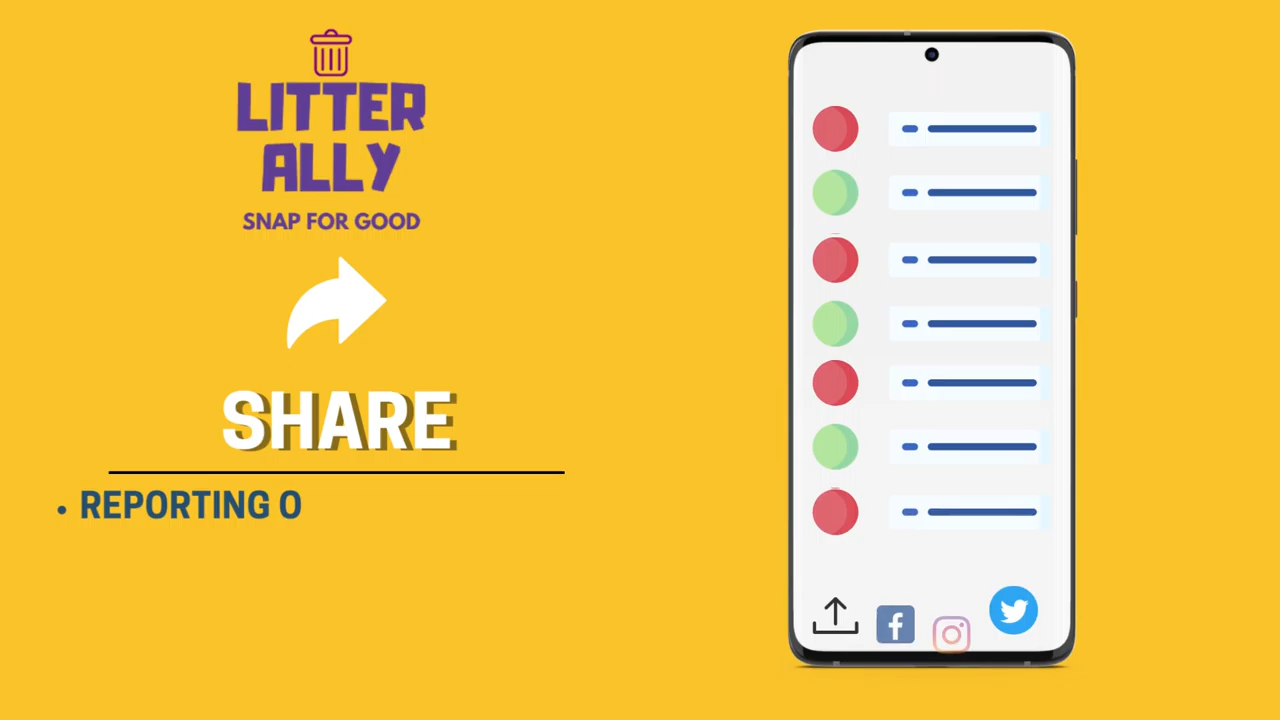 LITTER
ALLY
SNAP FOR GOOD
SHARE
• REPORTING O